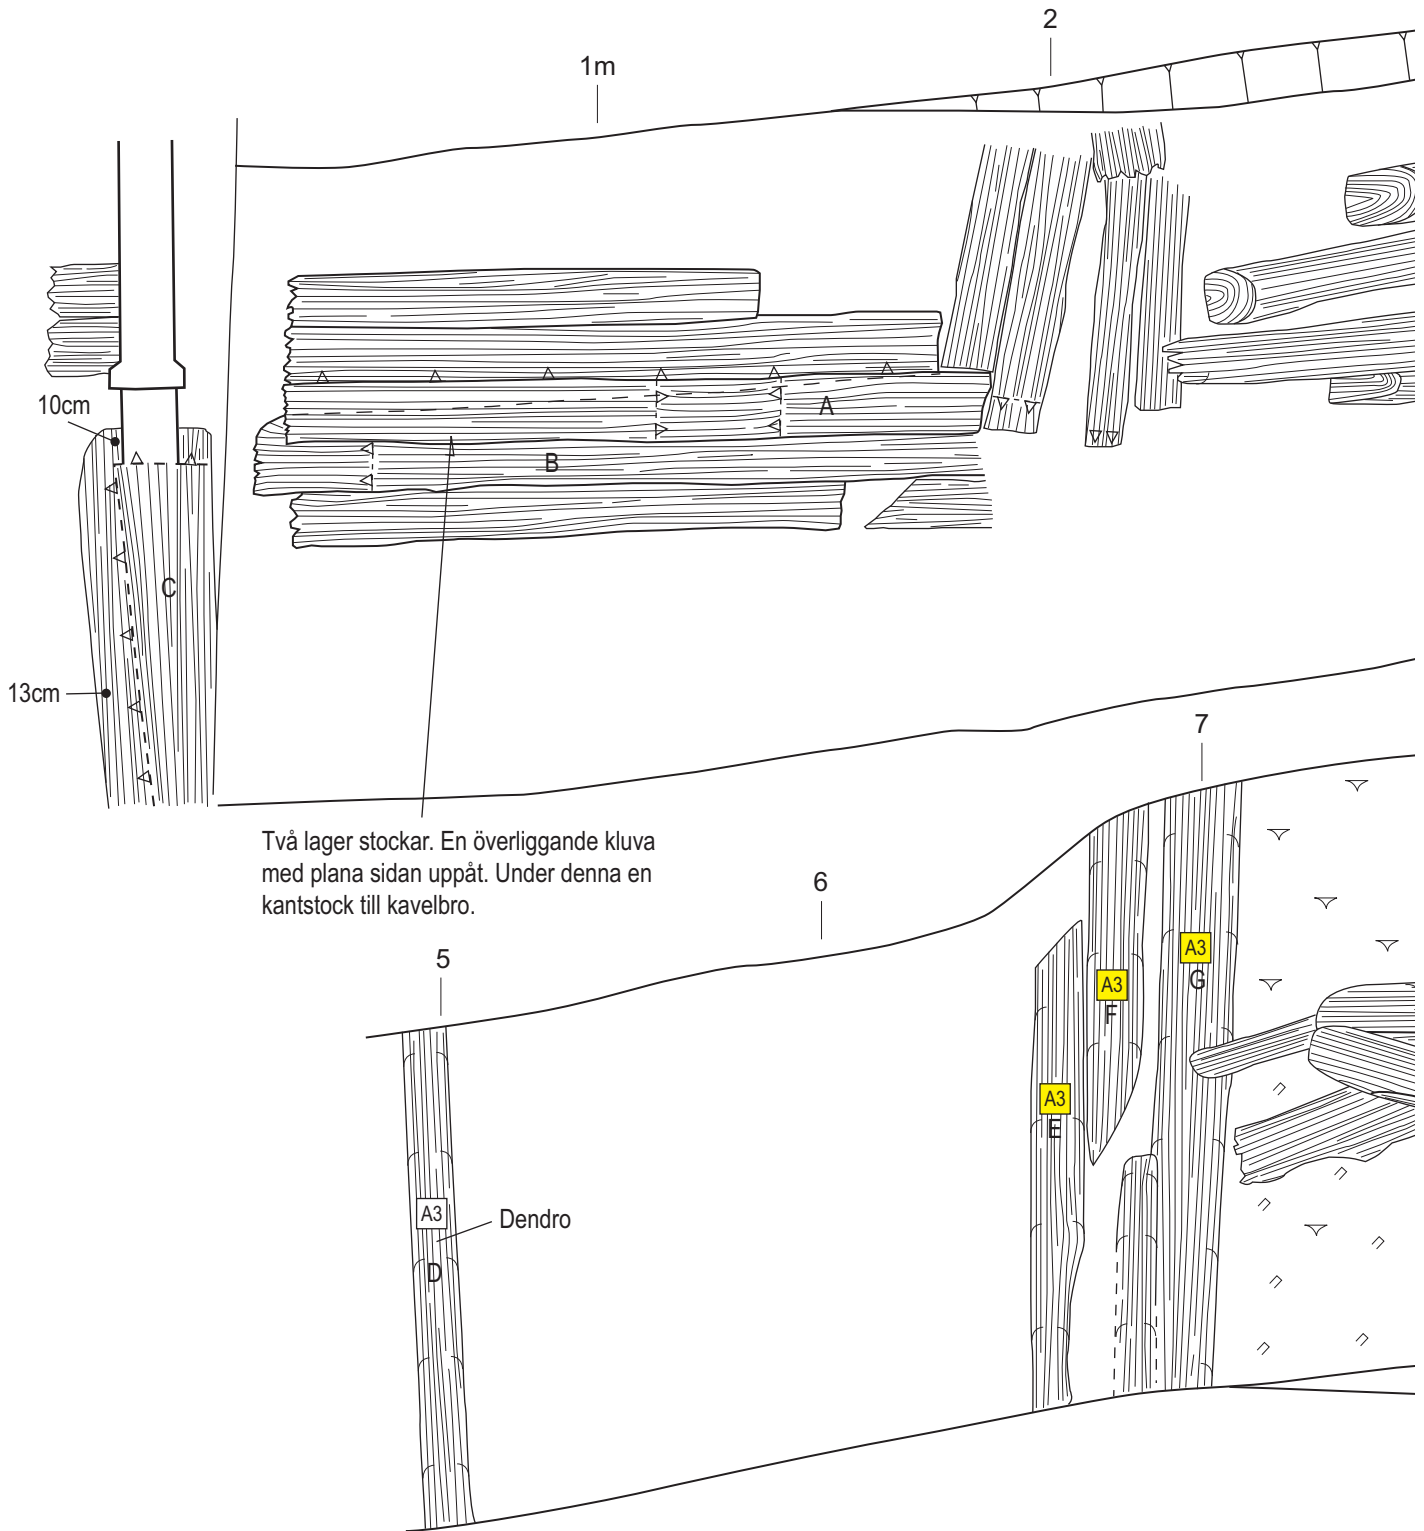 2
1m
10cm
A
B
C
13cm
7
Två lager stockar. En överliggande kluva
med plana sidan uppåt. Under denna en
kantstock till kavelbro.
6
5
A3
G
A3
F
A3
E
A3
Dendro
D